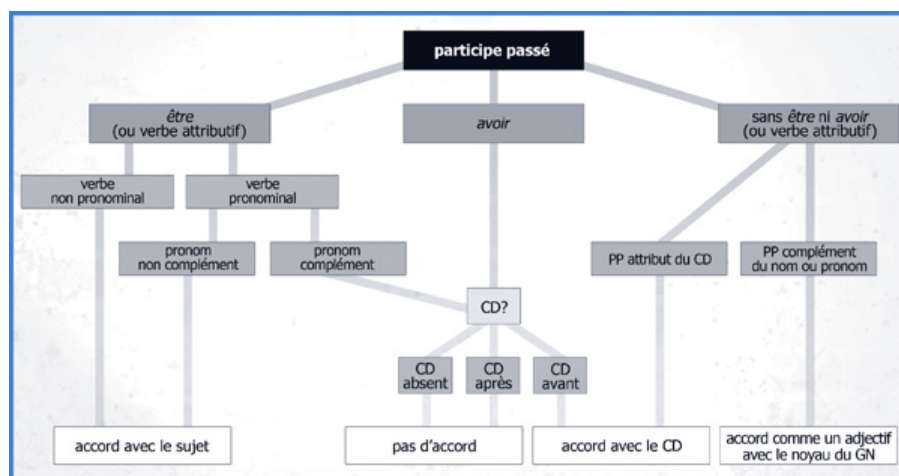 participe passé
être
(ou verbe attributif)
avoir
sans être ni avoir
(ou verbe attributif)
verbe
non pronominal
verbe
pronominal
pronom
non complément
pronom
complément
PP attribut du CD
PP complément
du nom ou pronom
CD?
CD
absent
CD
après
CD
avant
accord avec le sujet
pas d'accord
accord avec le CD
accord comme un adjectif
avec le noyau du GN